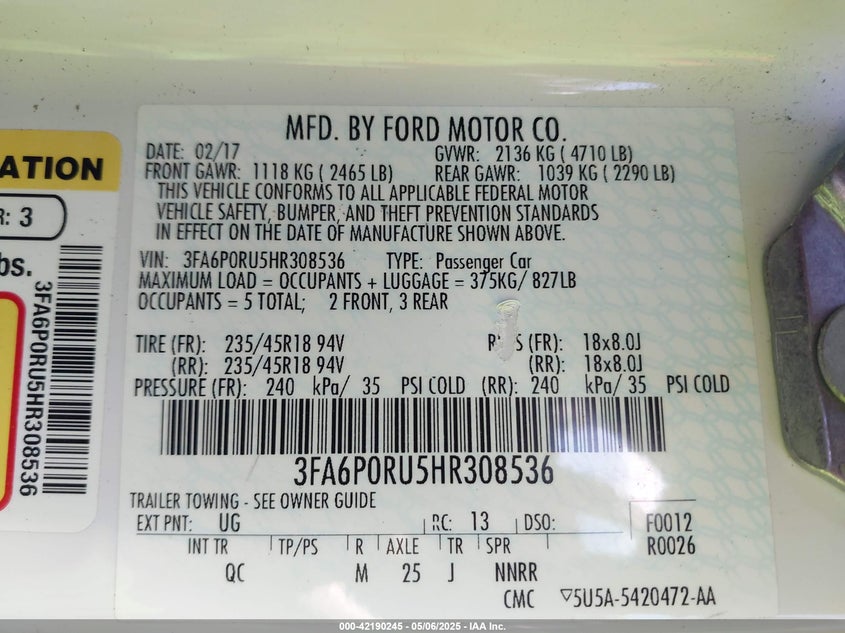 ATION
R: 3
bs.
3FA6P0RU5HR308536
MFD. BY FORD MOTOR CO.
DATE: 02/17 GVWR: 2136 KG ( 4710 LB)
FRONT GAWR: 1118 KG ( 2465 LB) REAR GAWR: 1039 KG ( 2290 LB)
THIS VEHICLE CONFORMS TO ALL APPLICABLE FEDERAL MOTOR
VEHICLE SAFETY, BUMPER, AND THEFT PREVENTION STANDARDS
IN EFFECT ON THE DATE OF MANUFACTURE SHOWN ABOVE.
VIN: 3FA6P0RU5HR308536 TYPE: Passenger Car
MAXIMUM LOAD = OCCUPANTS + LUGGAGE = 375KG/ 827LB
OCCUPANTS = 5 TOTAL; 2 FRONT, 3 REAR
TIRE (FR): 235/45R18 94V S (FR): 18x8.0J
(RR): 235/45R18 94V (RR): 18x8.0J
PRESSURE (FR): 240 kPa/ 35 PSI COLD (RR): 240 kPa/ 35 PSI COLD
3FA6P0RU5HR308536
TRAILER TOWING - SEE OWNER GUIDE
EXT PNT: UG RC: 13 DSO: F0012
INT TR TP/PS R AXLE TR SPR R0026
QC M 25 J NNRR
CMC ▽5U5A-5420472-AA
000-42190245 - 05/06/2025 - IAA Inc.